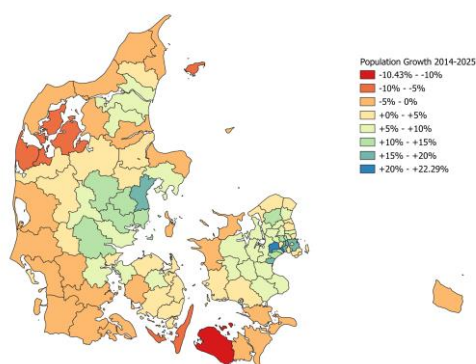 Population Growth 2014-2025
-10.43% - -10%
-10% - -5%
-5% - 0%
+0% - +5%
+5% - +10%
+10% - +15%
+15% - +20%
+20% - +22.29%